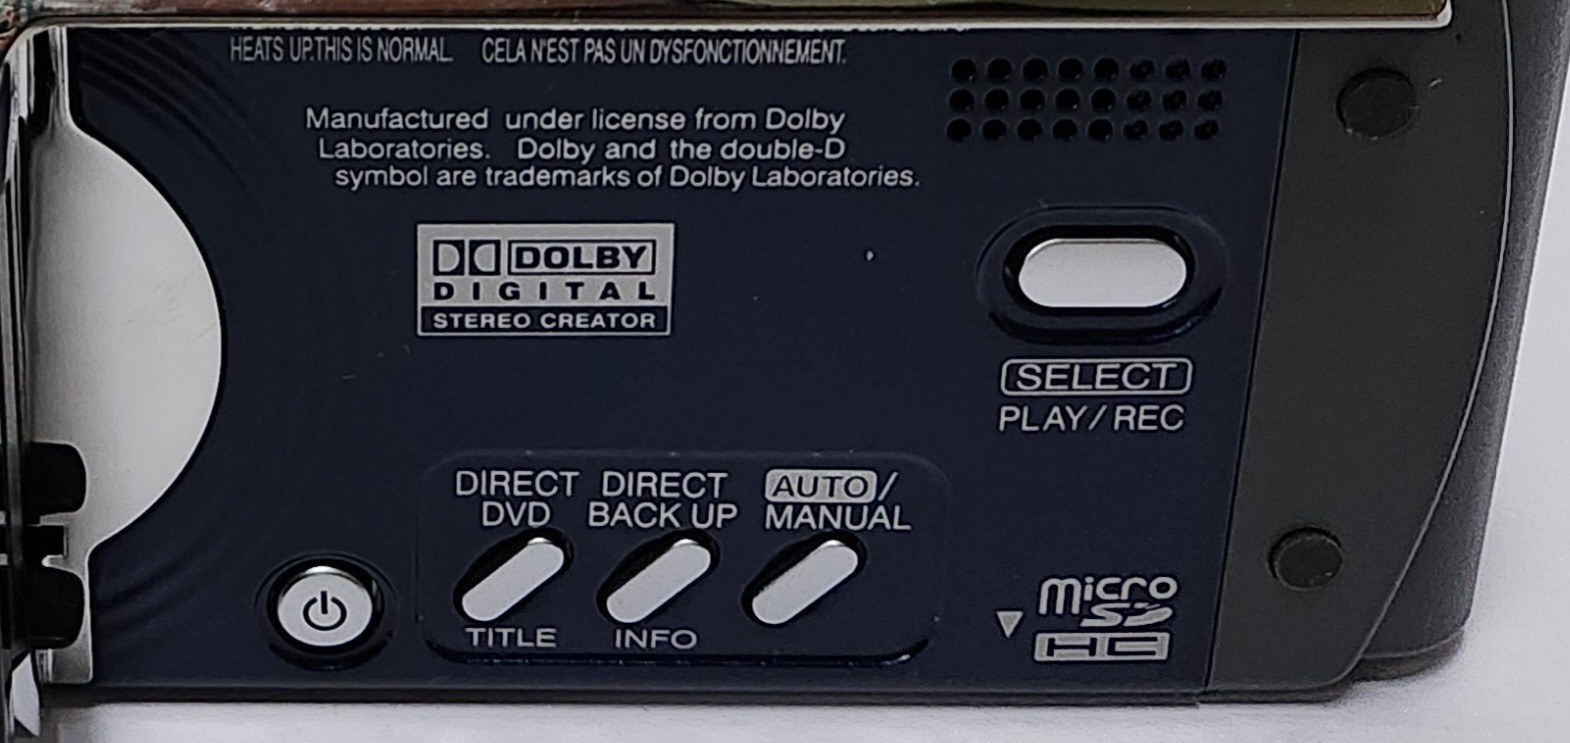 HEATS UP. THIS IS NORMAL. CELA N'EST PAS UN DYSFONCTIONNEMENT.
Manufactured under license from Dolby
Laboratories. Dolby and the double-D
symbol are trademarks of Dolby Laboratories.
DOLBY
DIGITAL
STEREO CREATOR
SELECT
PLAY/REC
DIRECT DVD
DIRECT BACK UP
AUTO/MANUAL
TITLE
INFO
micro
SD
HC